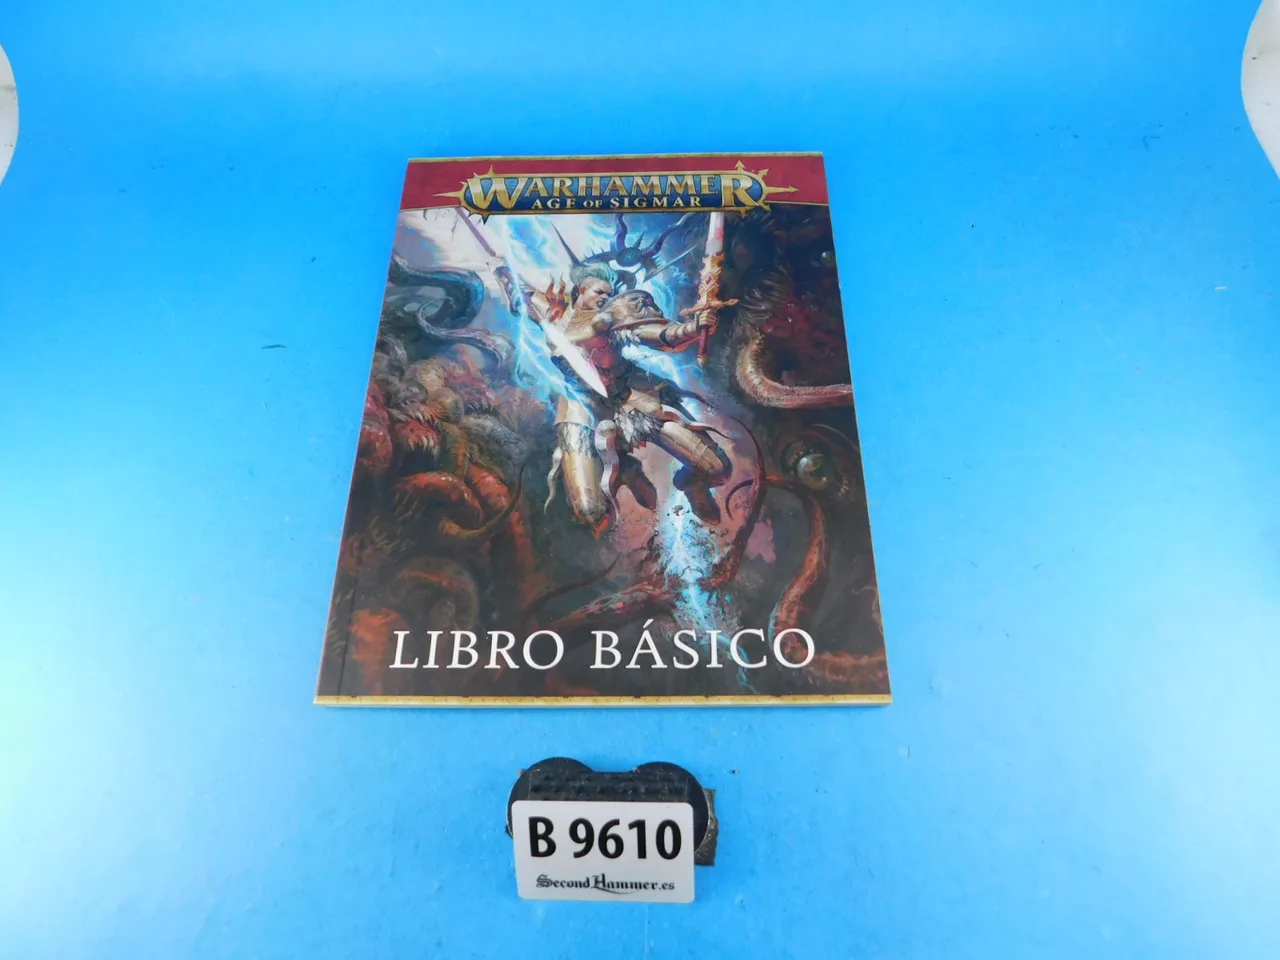 WARHAMMER
AGE OF SIGMAR
LIBRO BÁSICO
B 9610
SecondHammer.es